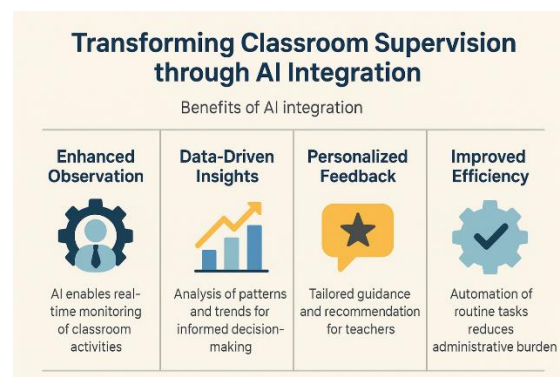 Transforming Classroom Supervision
through AI Integration
Benefits of AI integration
Enhanced
Observation
AI enables real-
time monitoring
of classroom
activities
Data-Driven
Insights
Analysis of patterns
and trends for
informed decision-
making
Personalized
Feedback
Tailored guidance
and recommendation
for teachers
Improved
Efficiency
Automation of
routine tasks
reduces
administrative burden